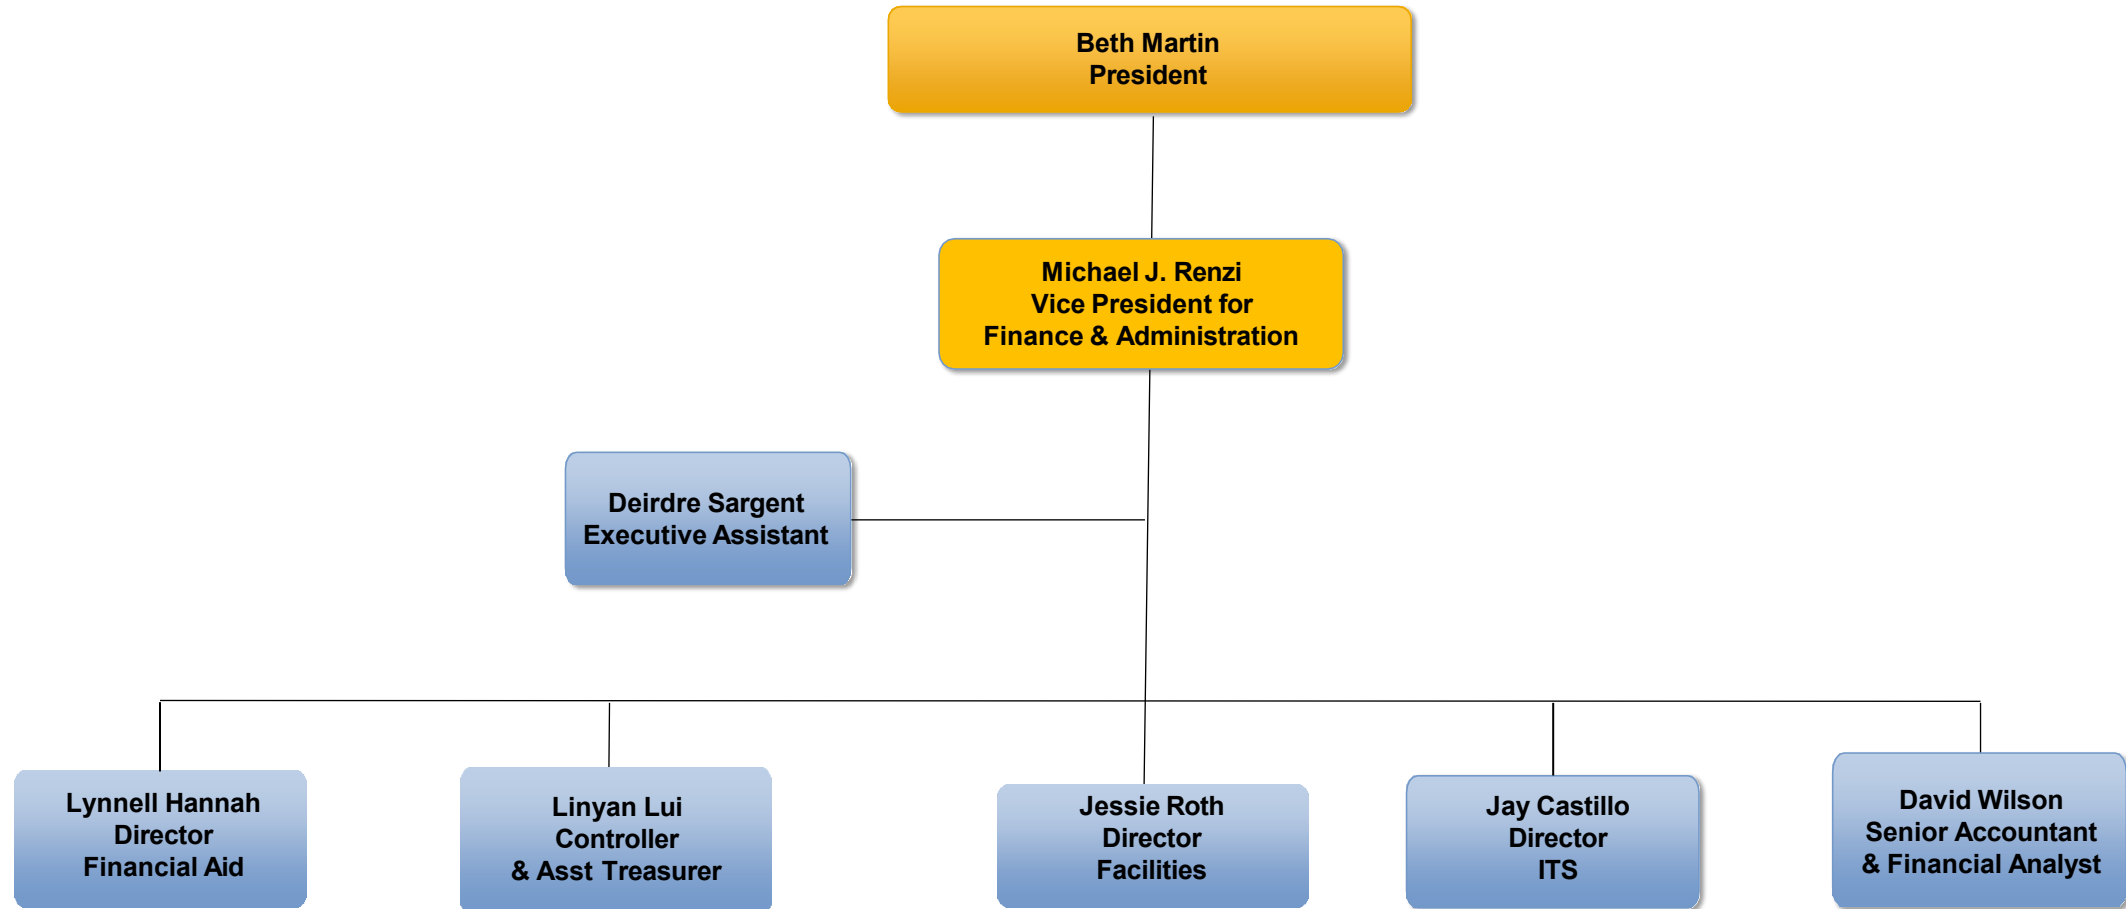 Beth Martin
President
Michael J. Renzi
Vice President for
Finance & Administration
Deirdre Sargent
Executive Assistant
Lynnell Hannah
Director
Financial Aid
Linyan Lui
Controller
& Asst Treasurer
Jessie Roth
Director
Facilities
Jay Castillo
Director
ITS
David Wilson
Senior Accountant
& Financial Analyst